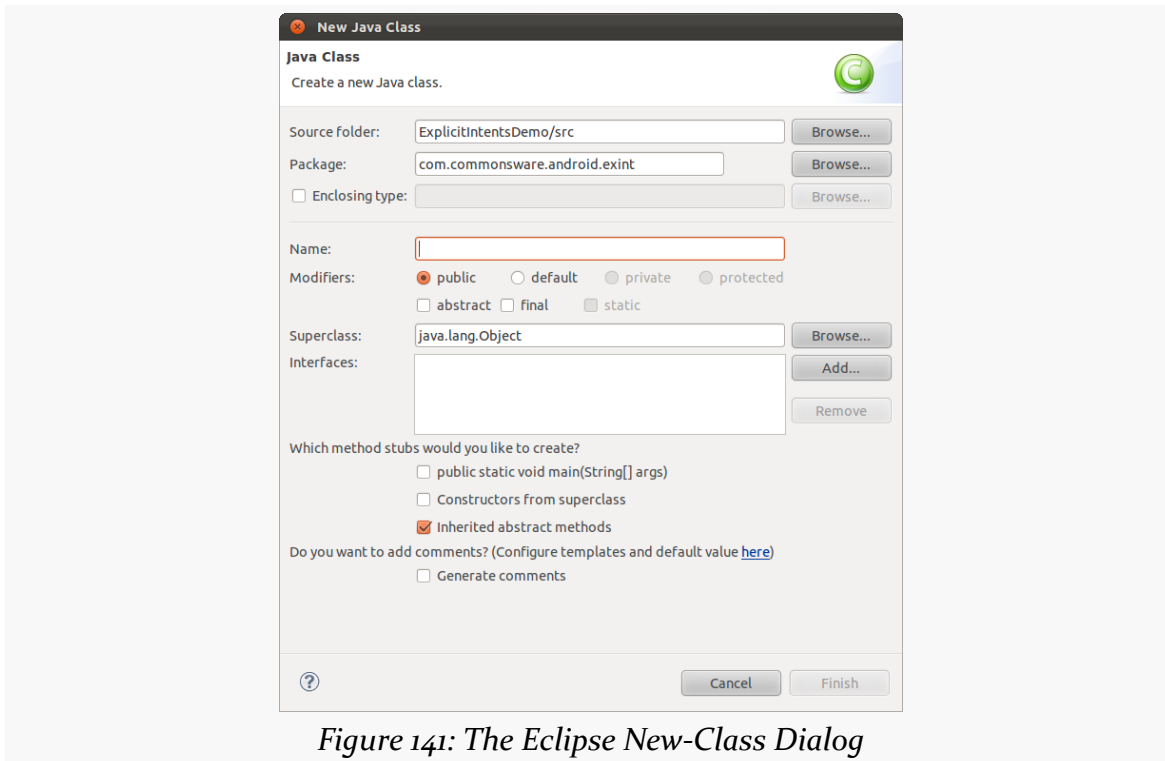 New Java Class
Java Class
Create a new Java class.
C
Source folder: ExplicitIntentsDemo/src Browse...
Package: com.commonsware.android.exint Browse...
Enclosing type: Browse...
Name:
Modifiers: public default private protected
abstract final static
Superclass: java.lang.Object Browse...
Interfaces: Add...
Remove
Which method stubs would you like to create?
public static void main(String[] args)
Constructors from superclass
Inherited abstract methods
Do you want to add comments? (Configure templates and default value here)
Generate comments
? Cancel Finish
Figure 141: The Eclipse New-Class Dialog